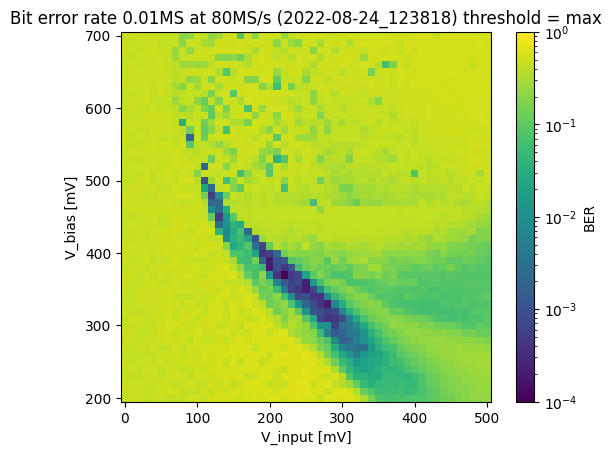 Bit error rate 0.01MS at 80MS/s (2022-08-24_123818) threshold = max
V_bias [mV]
700
600
500
400
300
200
0 100 200 300 400 500
V_input [mV]
10^0
10^-1
10^-2
10^-3
10^-4
BER